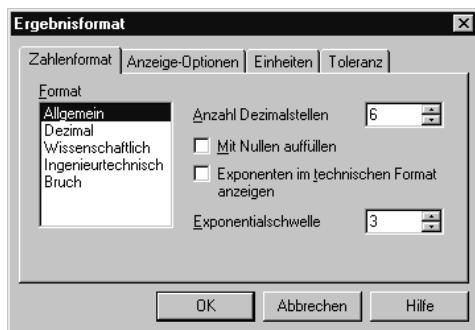 Ergebnisformat
Zahlenformat Anzeige-Optionen Einheiten Toleranz
Format
Allgemein
Dezimal
Wissenschaftlich
Ingenieurtechnisch
Bruch
Anzahl Dezimalstellen 6
Mit Nullen auffüllen
Exponenten im technischen Format
anzeigen
Exponentialschwelle 3
OK Abbrechen Hilfe